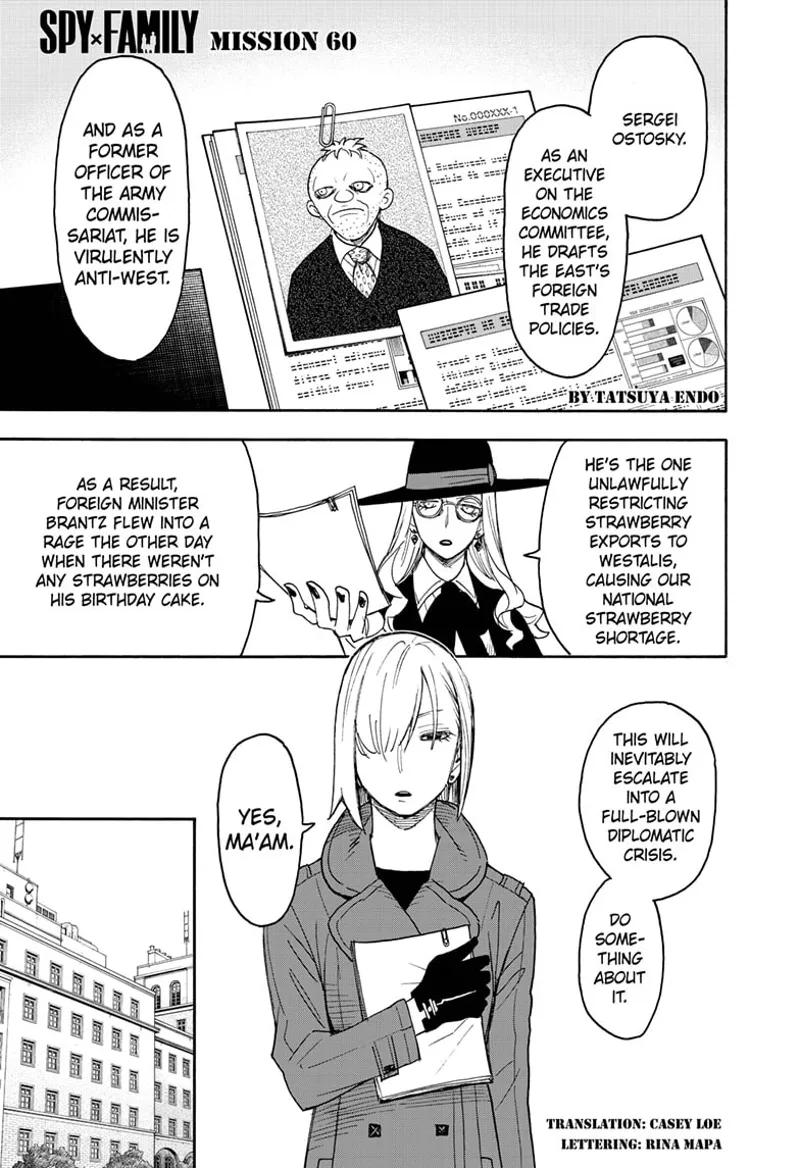 SPY×FAMILY MISSION 60
No.000XXX-1
SERGEI
OSTOSKY.
AS AN
EXECUTIVE
ON THE
ECONOMICS
COMMITTEE,
HE DRAFTS
THE EAST'S
FOREIGN
TRADE
POLICIES.
AND AS A
FORMER
OFFICER OF
THE ARMY
COMMIS-
SARIAT, HE IS
VIRULENTLY
ANTI-WEST.
BY TATSUYA ENDO
HE'S THE ONE
UNLAWFULLY
RESTRICTING
STRAWBERRY
EXPORTS TO
WESTALIS,
CAUSING OUR
NATIONAL
STRAWBERRY
SHORTAGE.
AS A RESULT,
FOREIGN MINISTER
BRANTZ FLEW INTO A
RAGE THE OTHER DAY
WHEN THERE WEREN'T
ANY STRAWBERRIES ON
HIS BIRTHDAY CAKE.
THIS WILL
INEVITABLY
ESCALATE
INTO A
FULL-BLOWN
DIPLOMATIC
CRISIS.
DO
SOME-
THING
ABOUT
IT.
YES,
MA'AM.
TRANSLATION: CASEY LOE
LETTERING: RINA MAPA